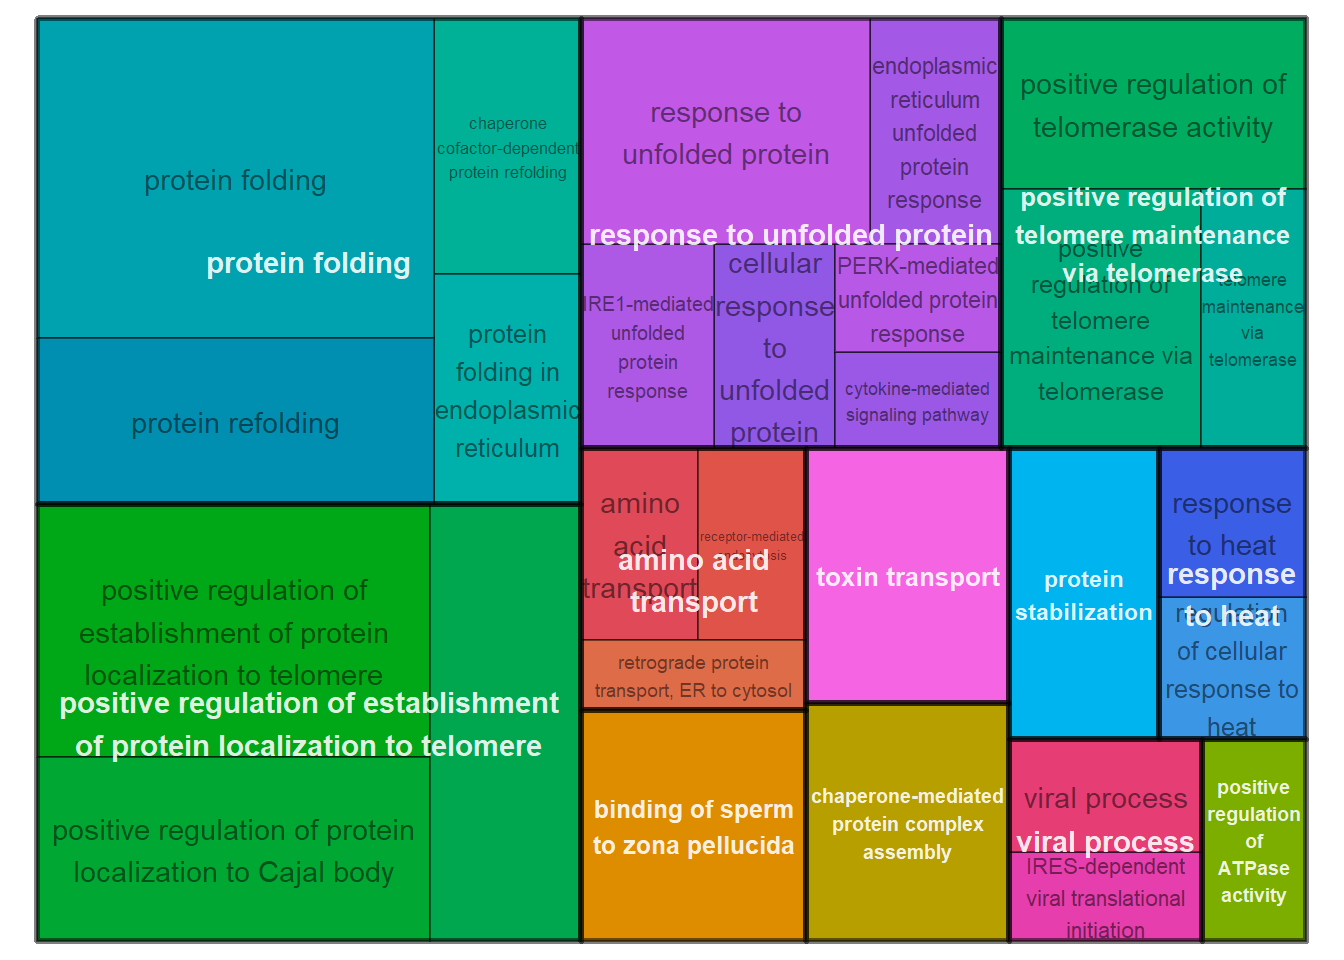 protein folding
protein folding
protein refolding
chaperone
cofactor-dependent
protein refolding
protein
folding in
endoplasmic
reticulum
response to
unfolded protein
endoplasmic
reticulum
unfolded
protein
response
response to unfolded protein
IRE1-mediated
unfolded
protein
response
cellular
response
to
unfolded
protein
PERK-mediated
unfolded protein
response
cytokine-mediated
signaling pathway
positive regulation of
telomerase activity
positive regulation of
telomere maintenance
via telomerase
positive
regulation of
telomere
maintenance via
telomerase
telomere
maintenance
via
telomerase
positive regulation of
establishment of protein
localization to telomere
positive regulation of establishment
of protein localization to telomere
positive regulation of protein
localization to Cajal body
amino
acid
transport
receptor-mediated
amino acid
transport
retrograde protein
transport, ER to cytosol
toxin transport
protein
stabilization
response
to heat
response
to heat
regulation
of cellular
response to
heat
binding of sperm
to zona pellucida
chaperone-mediated
protein complex
assembly
viral process
viral process
IRES-dependent
viral translational
initiation
positive
regulation
of
ATPase
activity